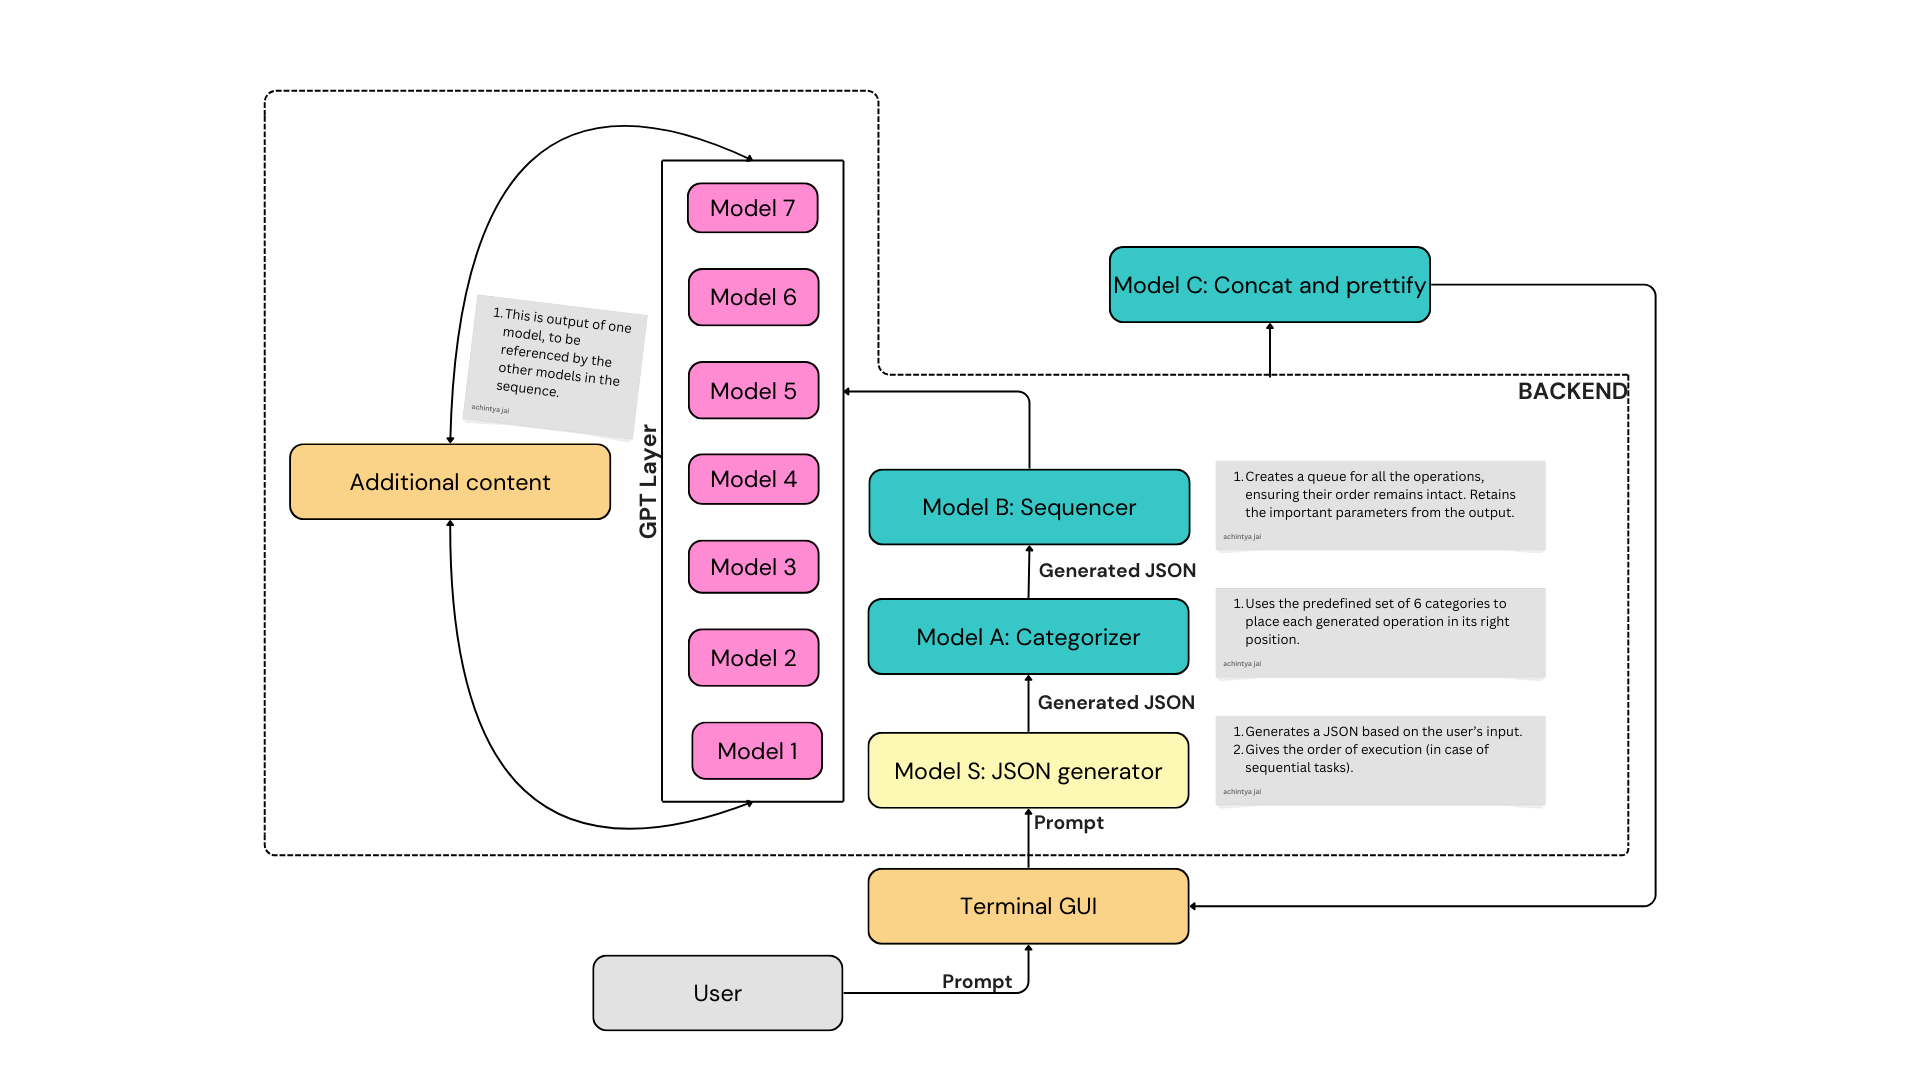 Model 7
Model 6
Model 5
Model 4
Model 3
Model 2
Model 1
GPT Layer
1.This is output of one
model, to be
referenced by the
other models in the
sequence.
achintya jai
Additional content
Model C: Concat and prettify
BACKEND
Model B: Sequencer
1.Creates a queue for all the operations,
ensuring their order remains intact. Retains
the important parameters from the output.
achintya jai
Generated JSON
Model A: Categorizer
1.Uses the predefined set of 6 categories to
place each generated operation in its right
position.
achintya jai
Generated JSON
Model S: JSON generator
1.Generates a JSON based on the user's input.
2.Gives the order of execution (in case of
sequential tasks).
achintya jai
Prompt
Terminal GUI
Prompt
User